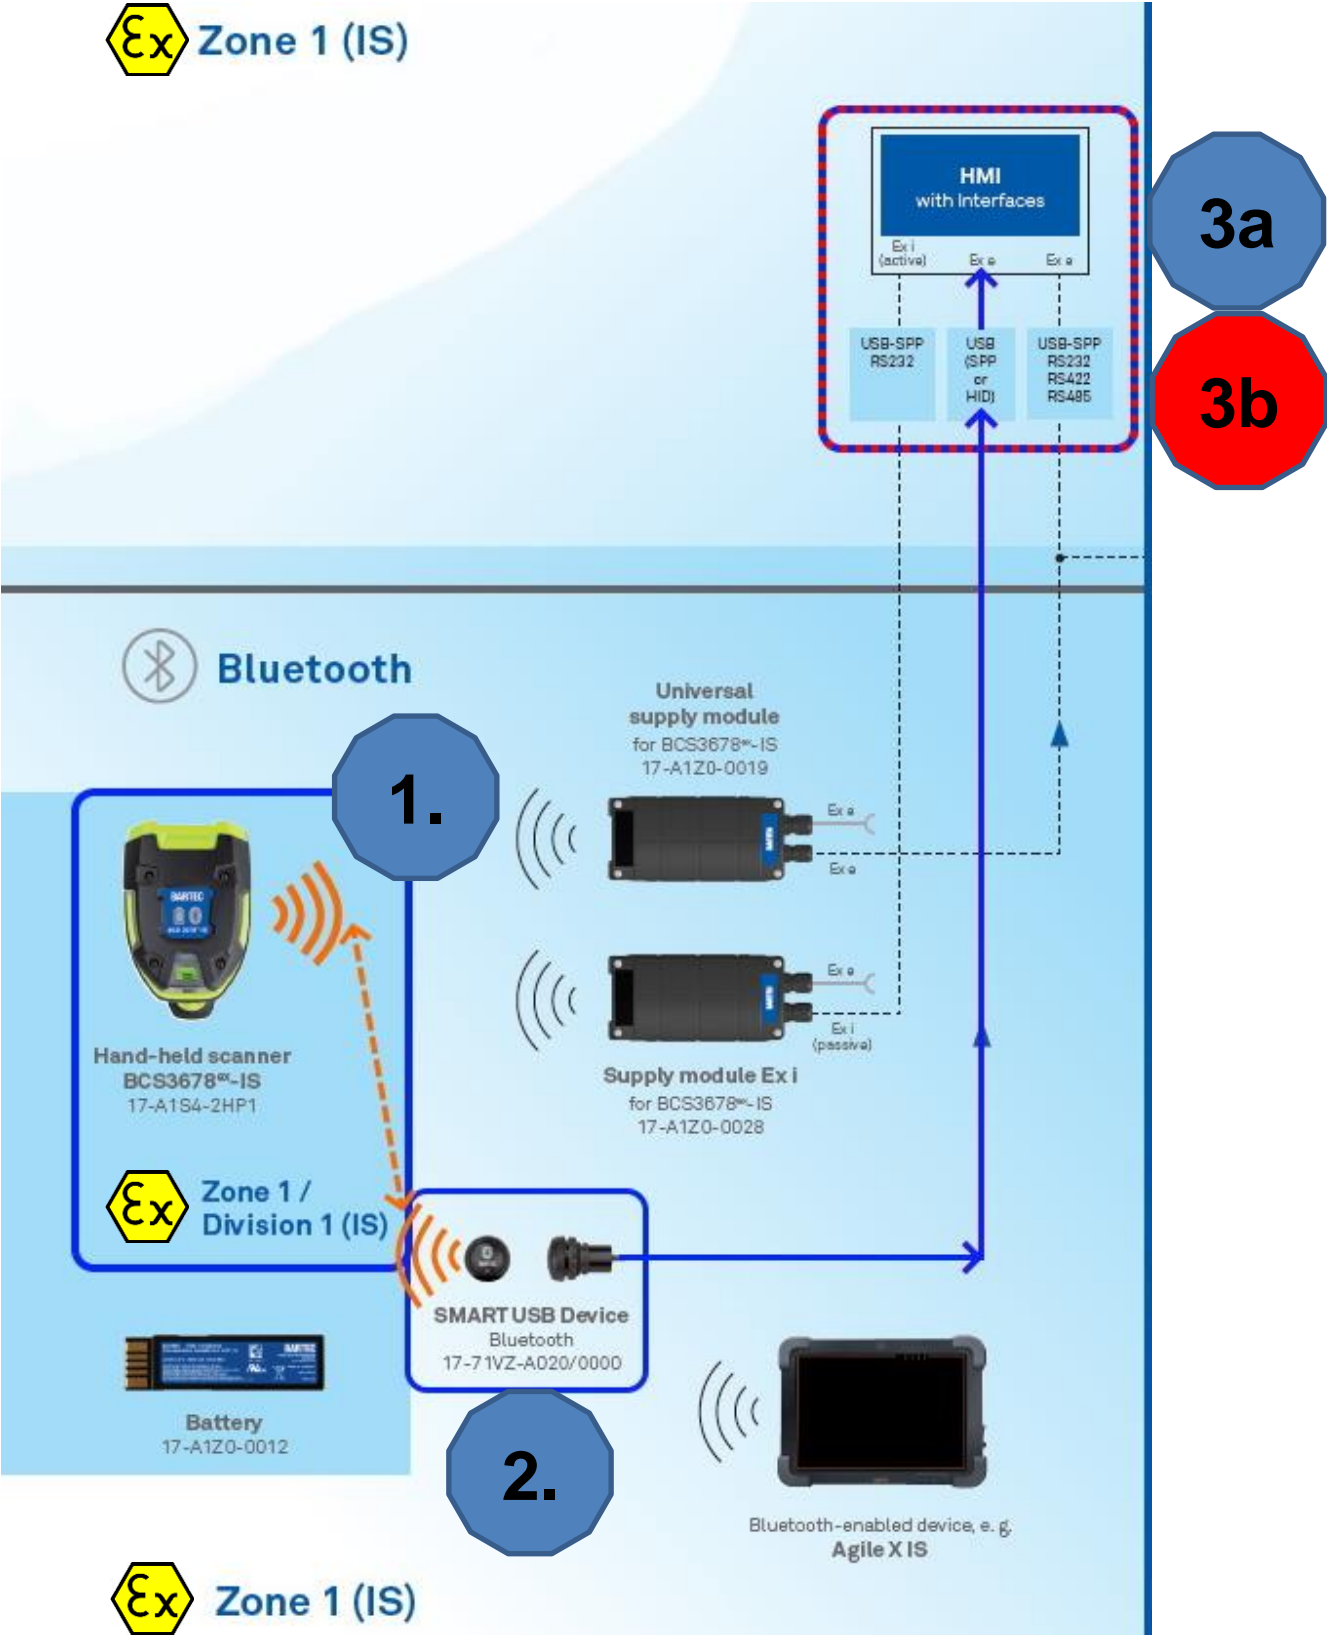 Zone 1 (IS)
HMI
with Interfaces
Ex i
(active)
Ex e
Ex e
USB-SPP
RS232
USB
(SPP
or
HID)
USB-SPP
RS232
RS422
RS485
3a
3b
Bluetooth
Universal
supply module
for BCS3678ᵉˣ-IS
17-A1Z0-0019
1.
Ex e
Ex e
BARTEC
Ex e
Ex i
(passive)
Hand-held scanner
BCS3678ᵉˣ-IS
17-A1S4-2HP1
Supply module Ex i
for BCS3678ᵉˣ-IS
17-A1Z0-0028
Zone 1 /
Division 1 (IS)
SMART USB Device
Bluetooth
17-71VZ-A020/0000
BARTEC
Battery
17-A1Z0-0012
2.
Bluetooth-enabled device, e. g.
Agile X IS
Zone 1 (IS)